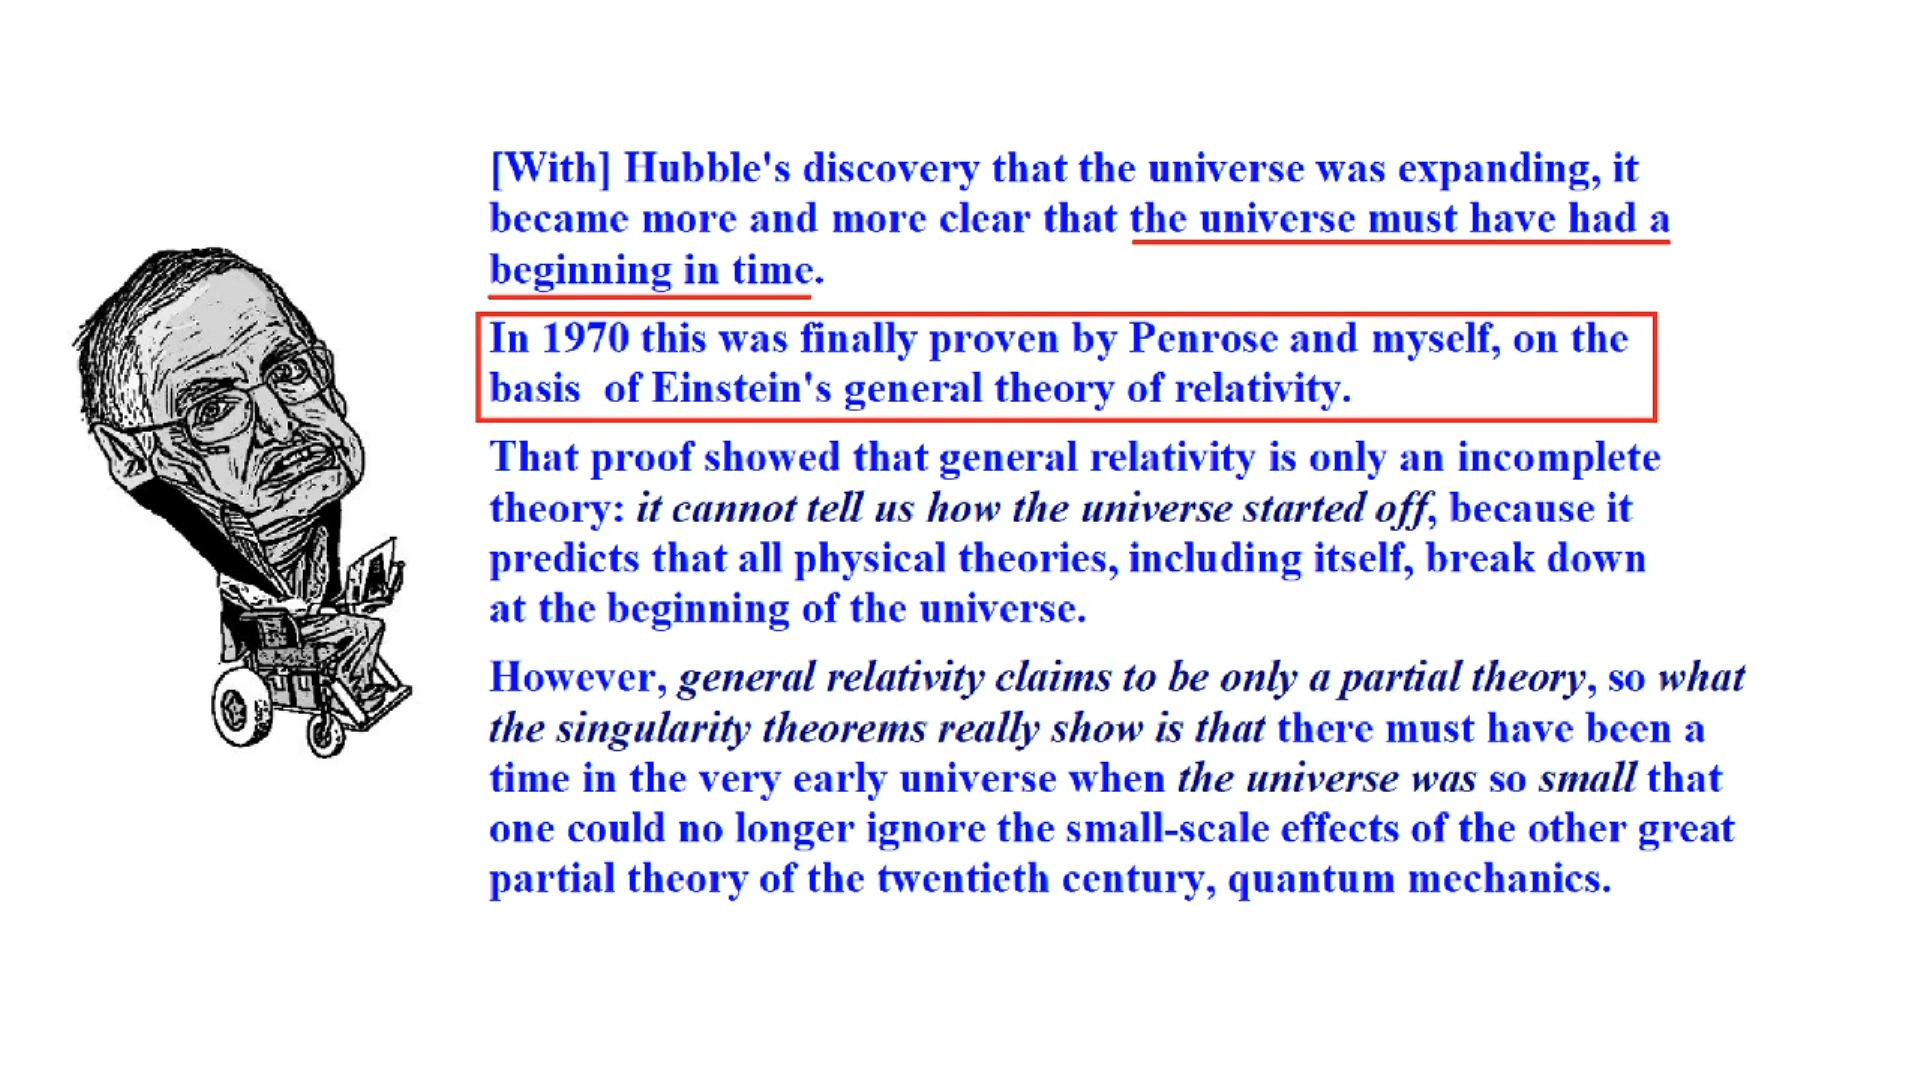 [With] Hubble's discovery that the universe was expanding, it
became more and more clear that the universe must have had a
beginning in time.
In 1970 this was finally proven by Penrose and myself, on the
basis  of Einstein's general theory of relativity.
That proof showed that general relativity is only an incomplete
theory: it cannot tell us how the universe started off, because it
predicts that all physical theories, including itself, break down
at the beginning of the universe.
However, general relativity claims to be only a partial theory, so what
the singularity theorems really show is that there must have been a
time in the very early universe when the universe was so small that
one could no longer ignore the small-scale effects of the other great
partial theory of the twentieth century, quantum mechanics.